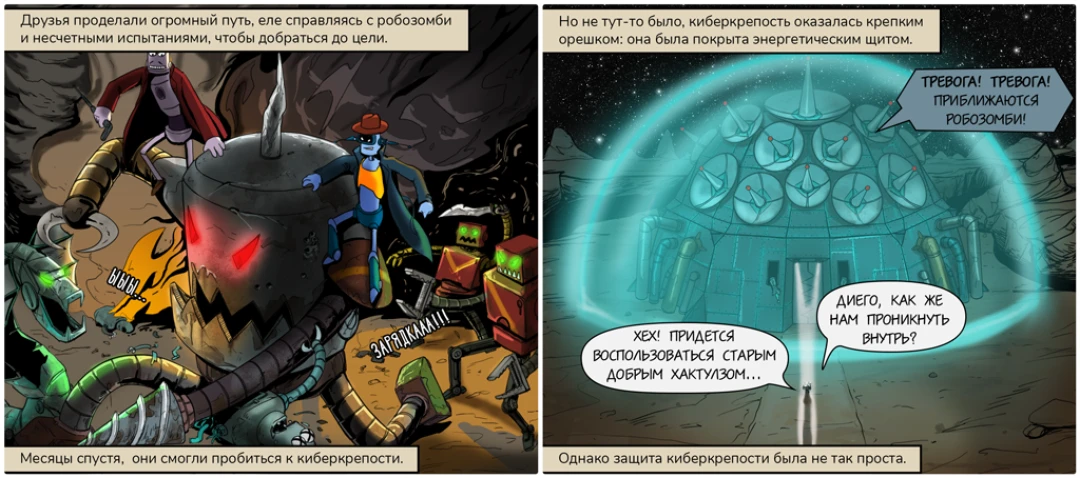 Друзья проделали огромный путь, еле справляясь с робозомби
и несчетными испытаниями, чтобы добраться до цели.
ЫЫЫ...
ЗАРЯДКААА!!!
Месяцы спустя, они смогли пробиться к киберкрепости.
Но не тут-то было, киберкрепость оказалась крепким
орешком: она была покрыта энергетическим щитом.
ТРЕВОГА! ТРЕВОГА!
ПРИБЛИЖАЮТСЯ
РОБОЗОМБИ!
ДИЕГО, КАК ЖЕ
НАМ ПРОНИКНУТЬ
ВНУТРЬ?
ХЕХ! ПРИДЕТСЯ
ВОСПОЛЬЗОВАТЬСЯ СТАРЫМ
ДОБРЫМ ХАКТУЛЗОМ...
Однако защита киберкрепости была не так проста.